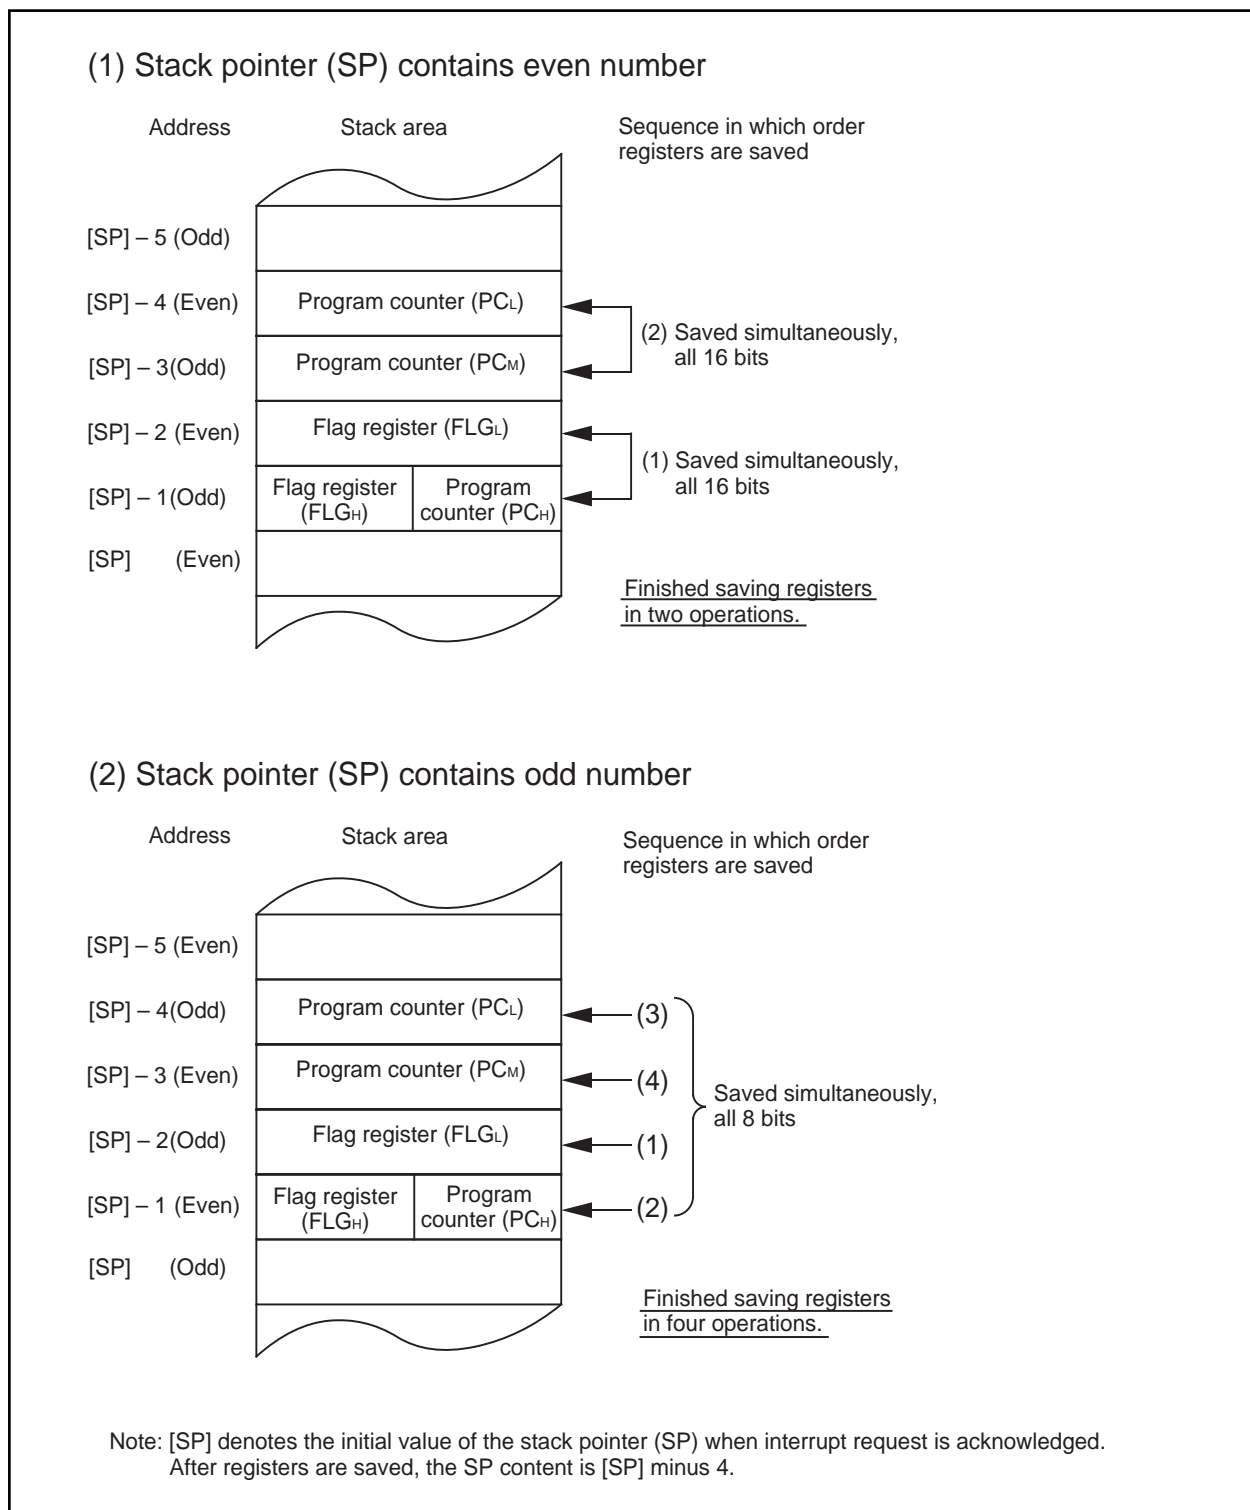 (1) Stack pointer (SP) contains even number
Address Stack area Sequence in which order
registers are saved
[SP] – 5 (Odd)
[SP] – 4 (Even) Program counter (PCL)
(2) Saved simultaneously,
all 16 bits
[SP] – 3(Odd) Program counter (PCM)
[SP] – 2 (Even) Flag register (FLGL)
(1) Saved simultaneously,
all 16 bits
[SP] – 1(Odd) Flag register
(FLGH)
Program
counter (PCH)
[SP] (Even)
Finished saving registers
in two operations.
(2) Stack pointer (SP) contains odd number
Address Stack area Sequence in which order
registers are saved
[SP] – 5 (Even)
[SP] – 4(Odd) Program counter (PCL) (3)
[SP] – 3 (Even) Program counter (PCM) (4)
Saved simultaneously,
all 8 bits
[SP] – 2(Odd) Flag register (FLGL) (1)
[SP] – 1 (Even) Flag register
(FLGH)
Program
counter (PCH)
(2)
[SP] (Odd)
Finished saving registers
in four operations.
Note: [SP] denotes the initial value of the stack pointer (SP) when interrupt request is acknowledged.
After registers are saved, the SP content is [SP] minus 4.